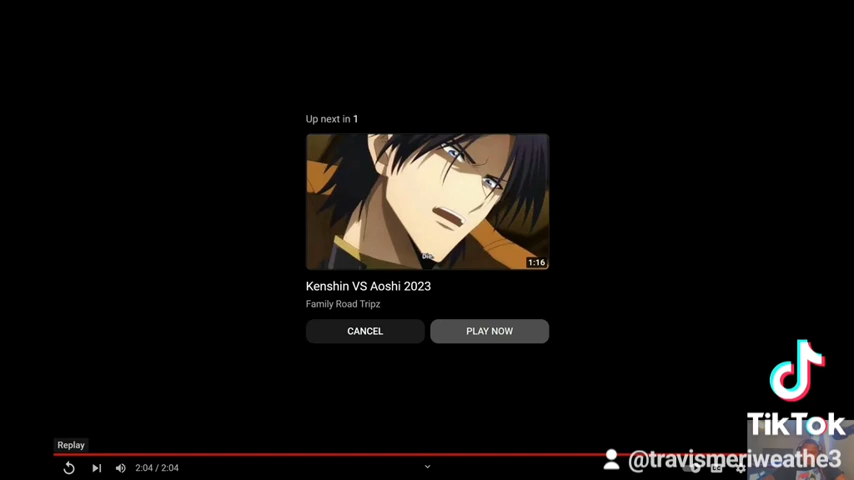 Up next in 1
Die.
1:16
Kenshin VS Aoshi 2023
Family Road Tripz
CANCEL
PLAY NOW
TikTok
Replay
2:04 / 2:04
@travismeriweathe3